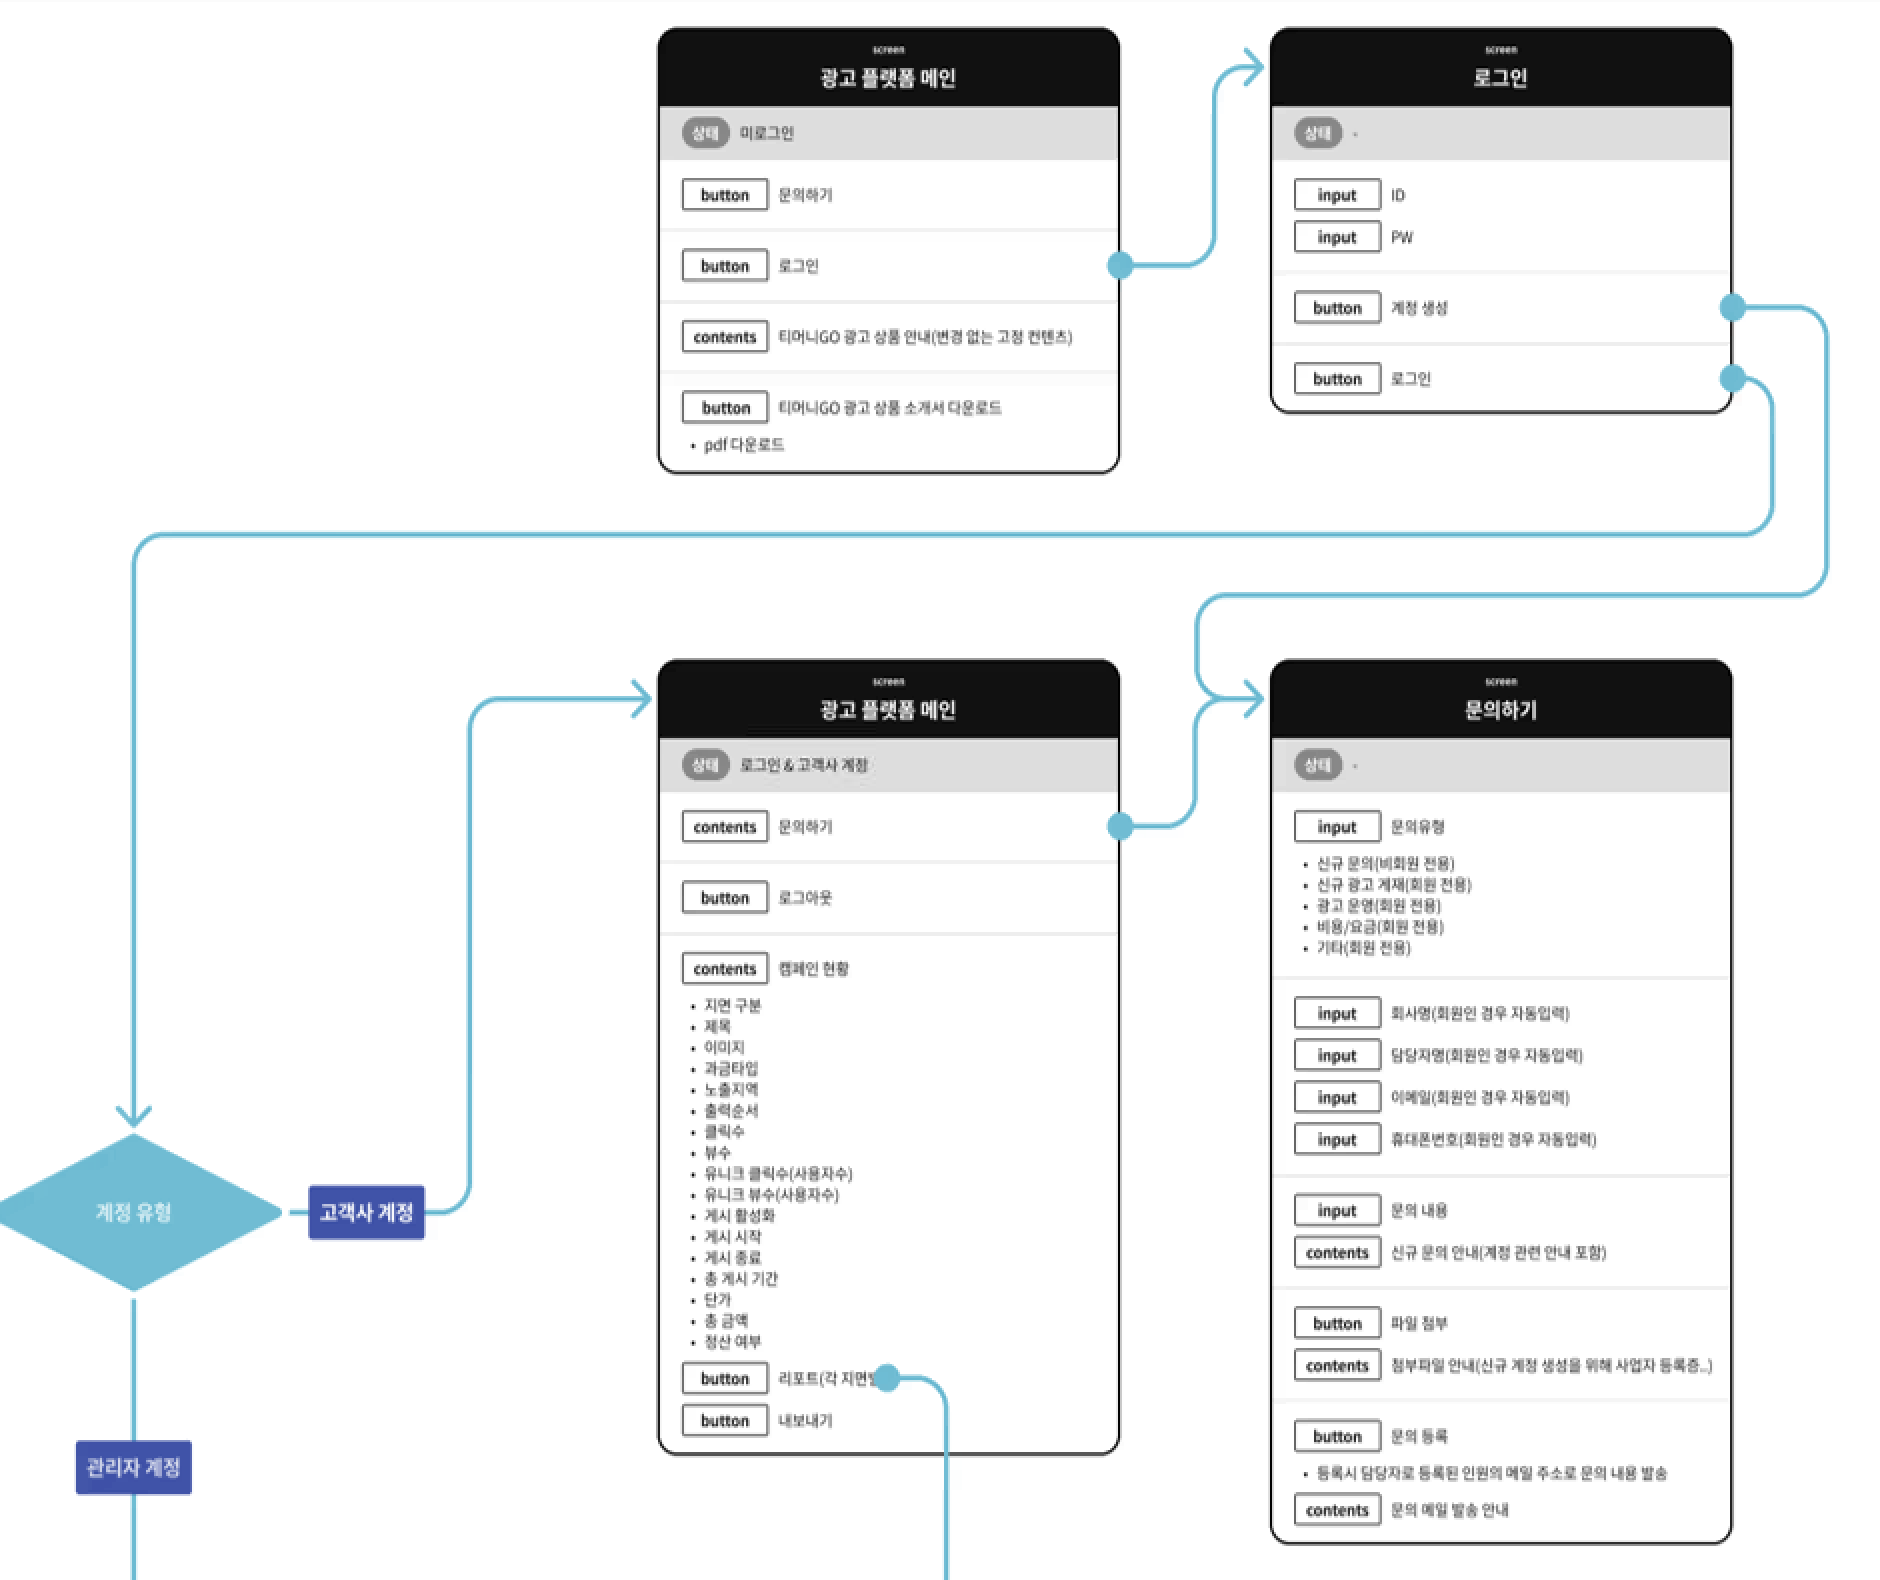 screen
광고 플랫폼 메인
상태 미로그인
button 문의하기
button 로그인
contents 티머니GO 광고 상품 안내(변경 없는 고정 컨텐츠)
button 티머니GO 광고 상품 소개서 다운로드
• pdf 다운로드
screen
로그인
상태 -
input ID
input PW
button 계정 생성
button 로그인
계정 유형
고객사 계정
관리자 계정
screen
광고 플랫폼 메인
상태 로그인 & 고객사 계정
contents 문의하기
button 로그아웃
contents 캠페인 현황
• 지면 구분
• 제목
• 이미지
• 과금타입
• 노출지역
• 출력순서
• 클릭수
• 뷰수
• 유니크 클릭수(사용자수)
• 유니크 뷰수(사용자수)
• 게시 활성화
• 게시 시작
• 게시 종료
• 총 게시 기간
• 단가
• 총 금액
• 정산 여부
button 리포트(각 지면
button 내보내기
screen
문의하기
상태 -
input 문의유형
• 신규 문의(비회원 전용)
• 신규 광고 게재(회원 전용)
• 광고 운영(회원 전용)
• 비용/요금(회원 전용)
• 기타(회원 전용)
input 회사명(회원인 경우 자동입력)
input 담당자명(회원인 경우 자동입력)
input 이메일(회원인 경우 자동입력)
input 휴대폰번호(회원인 경우 자동입력)
input 문의 내용
contents 신규 문의 안내(계정 관련 안내 포함)
button 파일 첨부
contents 첨부파일 안내(신규 계정 생성을 위해 사업자 등록증...)
button 문의 등록
• 등록시 담당자로 등록된 인원의 메일 주소로 문의 내용 발송
contents 문의 메일 발송 안내